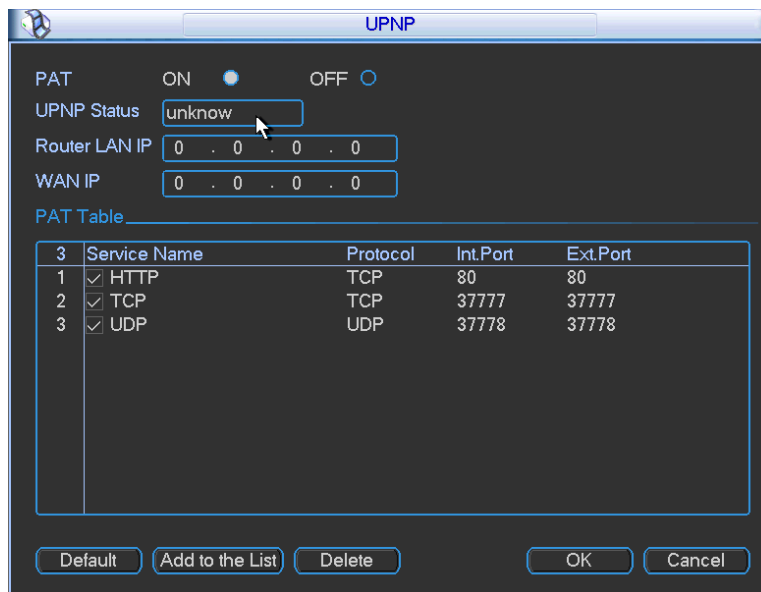 UPNP
PAT ON OFF
UPNP Status unknow
Router LAN IP 0 . 0 . 0 . 0
WAN IP 0 . 0 . 0 . 0
PAT Table
3 Service Name Protocol Int.Port Ext.Port
1 HTTP TCP 80 80
2 TCP TCP 37777 37777
3 UDP UDP 37778 37778
Default Add to the List Delete OK Cancel